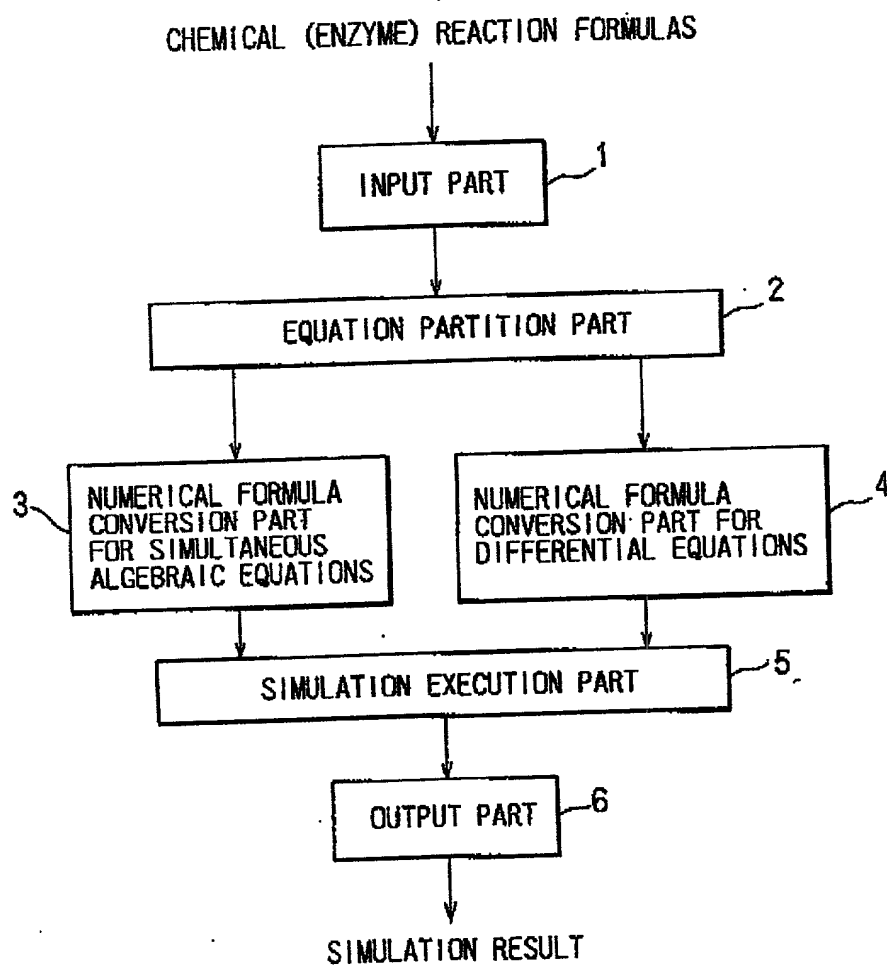 CHEMICAL (ENZYME) REACTION FORMULAS
1
INPUT PART
2
EQUATION PARTITION PART
3
NUMERICAL FORMULA
CONVERSION PART
FOR SIMULTANEOUS
ALGEBRAIC EQUATIONS
4
NUMERICAL FORMULA
CONVERSION PART FOR
DIFFERENTIAL EQUATIONS
5
SIMULATION EXECUTION PART
6
OUTPUT PART
SIMULATION RESULT